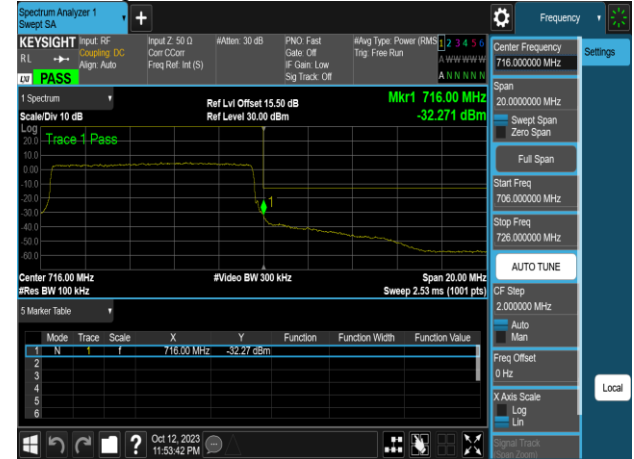 Spectrum Analyzer 1
Swept SA
Frequency
KEYSIGHT
Input: RF
Coupling: DC
Align: Auto
Input Z: 50 Ω
Corr CCorr
Freq Ref: Int (S)
#Atten: 30 dB
PNO: Fast
Gate: Off
IF Gain: Low
Sig Track: Off
#Avg Type: Power (RMS)
Trig: Free Run
1 2 3 4 5 6
A W W W W W
A N N N N N
R L
LXI
PASS
Center Frequency
716.000000 MHz
Settings
Span
20.0000000 MHz
Swept Span
Zero Span
Full Span
Start Freq
706.000000 MHz
Stop Freq
726.000000 MHz
AUTO TUNE
CF Step
2.000000 MHz
Auto
Man
Freq Offset
0 Hz
X Axis Scale
Log
Lin
Signal Track
(Span Zoom)
Local
1 Spectrum
Scale/Div 10 dB
Ref Lvl Offset 15.50 dB
Ref Level 30.00 dBm
Mkr1 716.00 MHz
-32.271 dBm
Log
Trace 1 Pass
20.0
10.0
0.00
-10.0
-20.0
-30.0
-40.0
-50.0
-60.0
1
Center 716.00 MHz
#Res BW 100 kHz
#Video BW 300 kHz
Span 20.00 MHz
Sweep 2.53 ms (1001 pts)
5 Marker Table
Mode Trace Scale X Y Function Function Width Function Value
1 N 1 f 716.00 MHz -32.27 dBm
2
3
4
5
6
Oct 12, 2023
11:53:42 PM